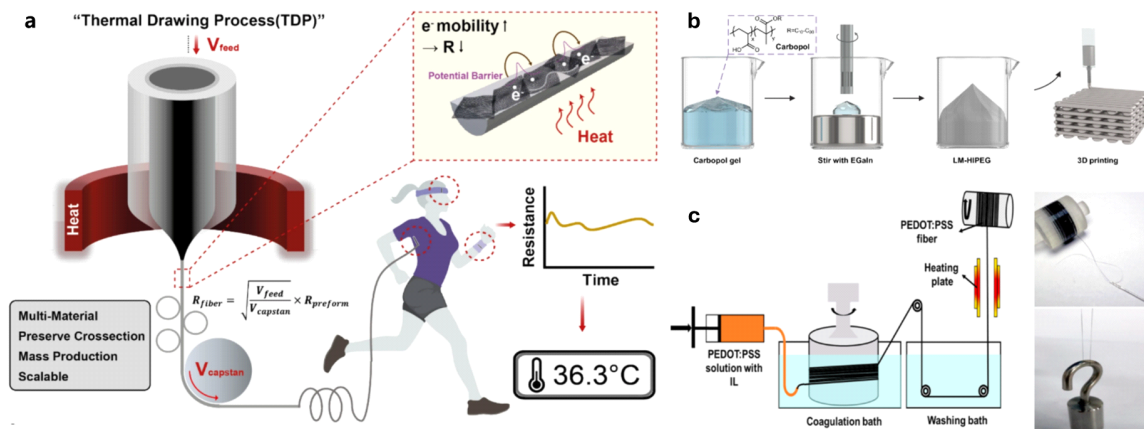 a
"Thermal Drawing Process(TDP)"
V feed
Heat
e⁻ mobility ↑
→ R ↓
Potential Barrier
e⁻
e⁻
Heat
R_fiber = √(V_feed / V_capstan) × R_preform
Multi-Material
Preserve Crossection
Mass Production
Scalable
V capstan
Resistance
Time
36.3°C
b
Carbopol
Carbopol gel
Stir with EGaIn
LM-HIPEG
3D printing
c
PEDOT:PSS
fiber
Heating
plate
PEDOT:PSS
solution with
IL
Coagulation bath
Washing bath